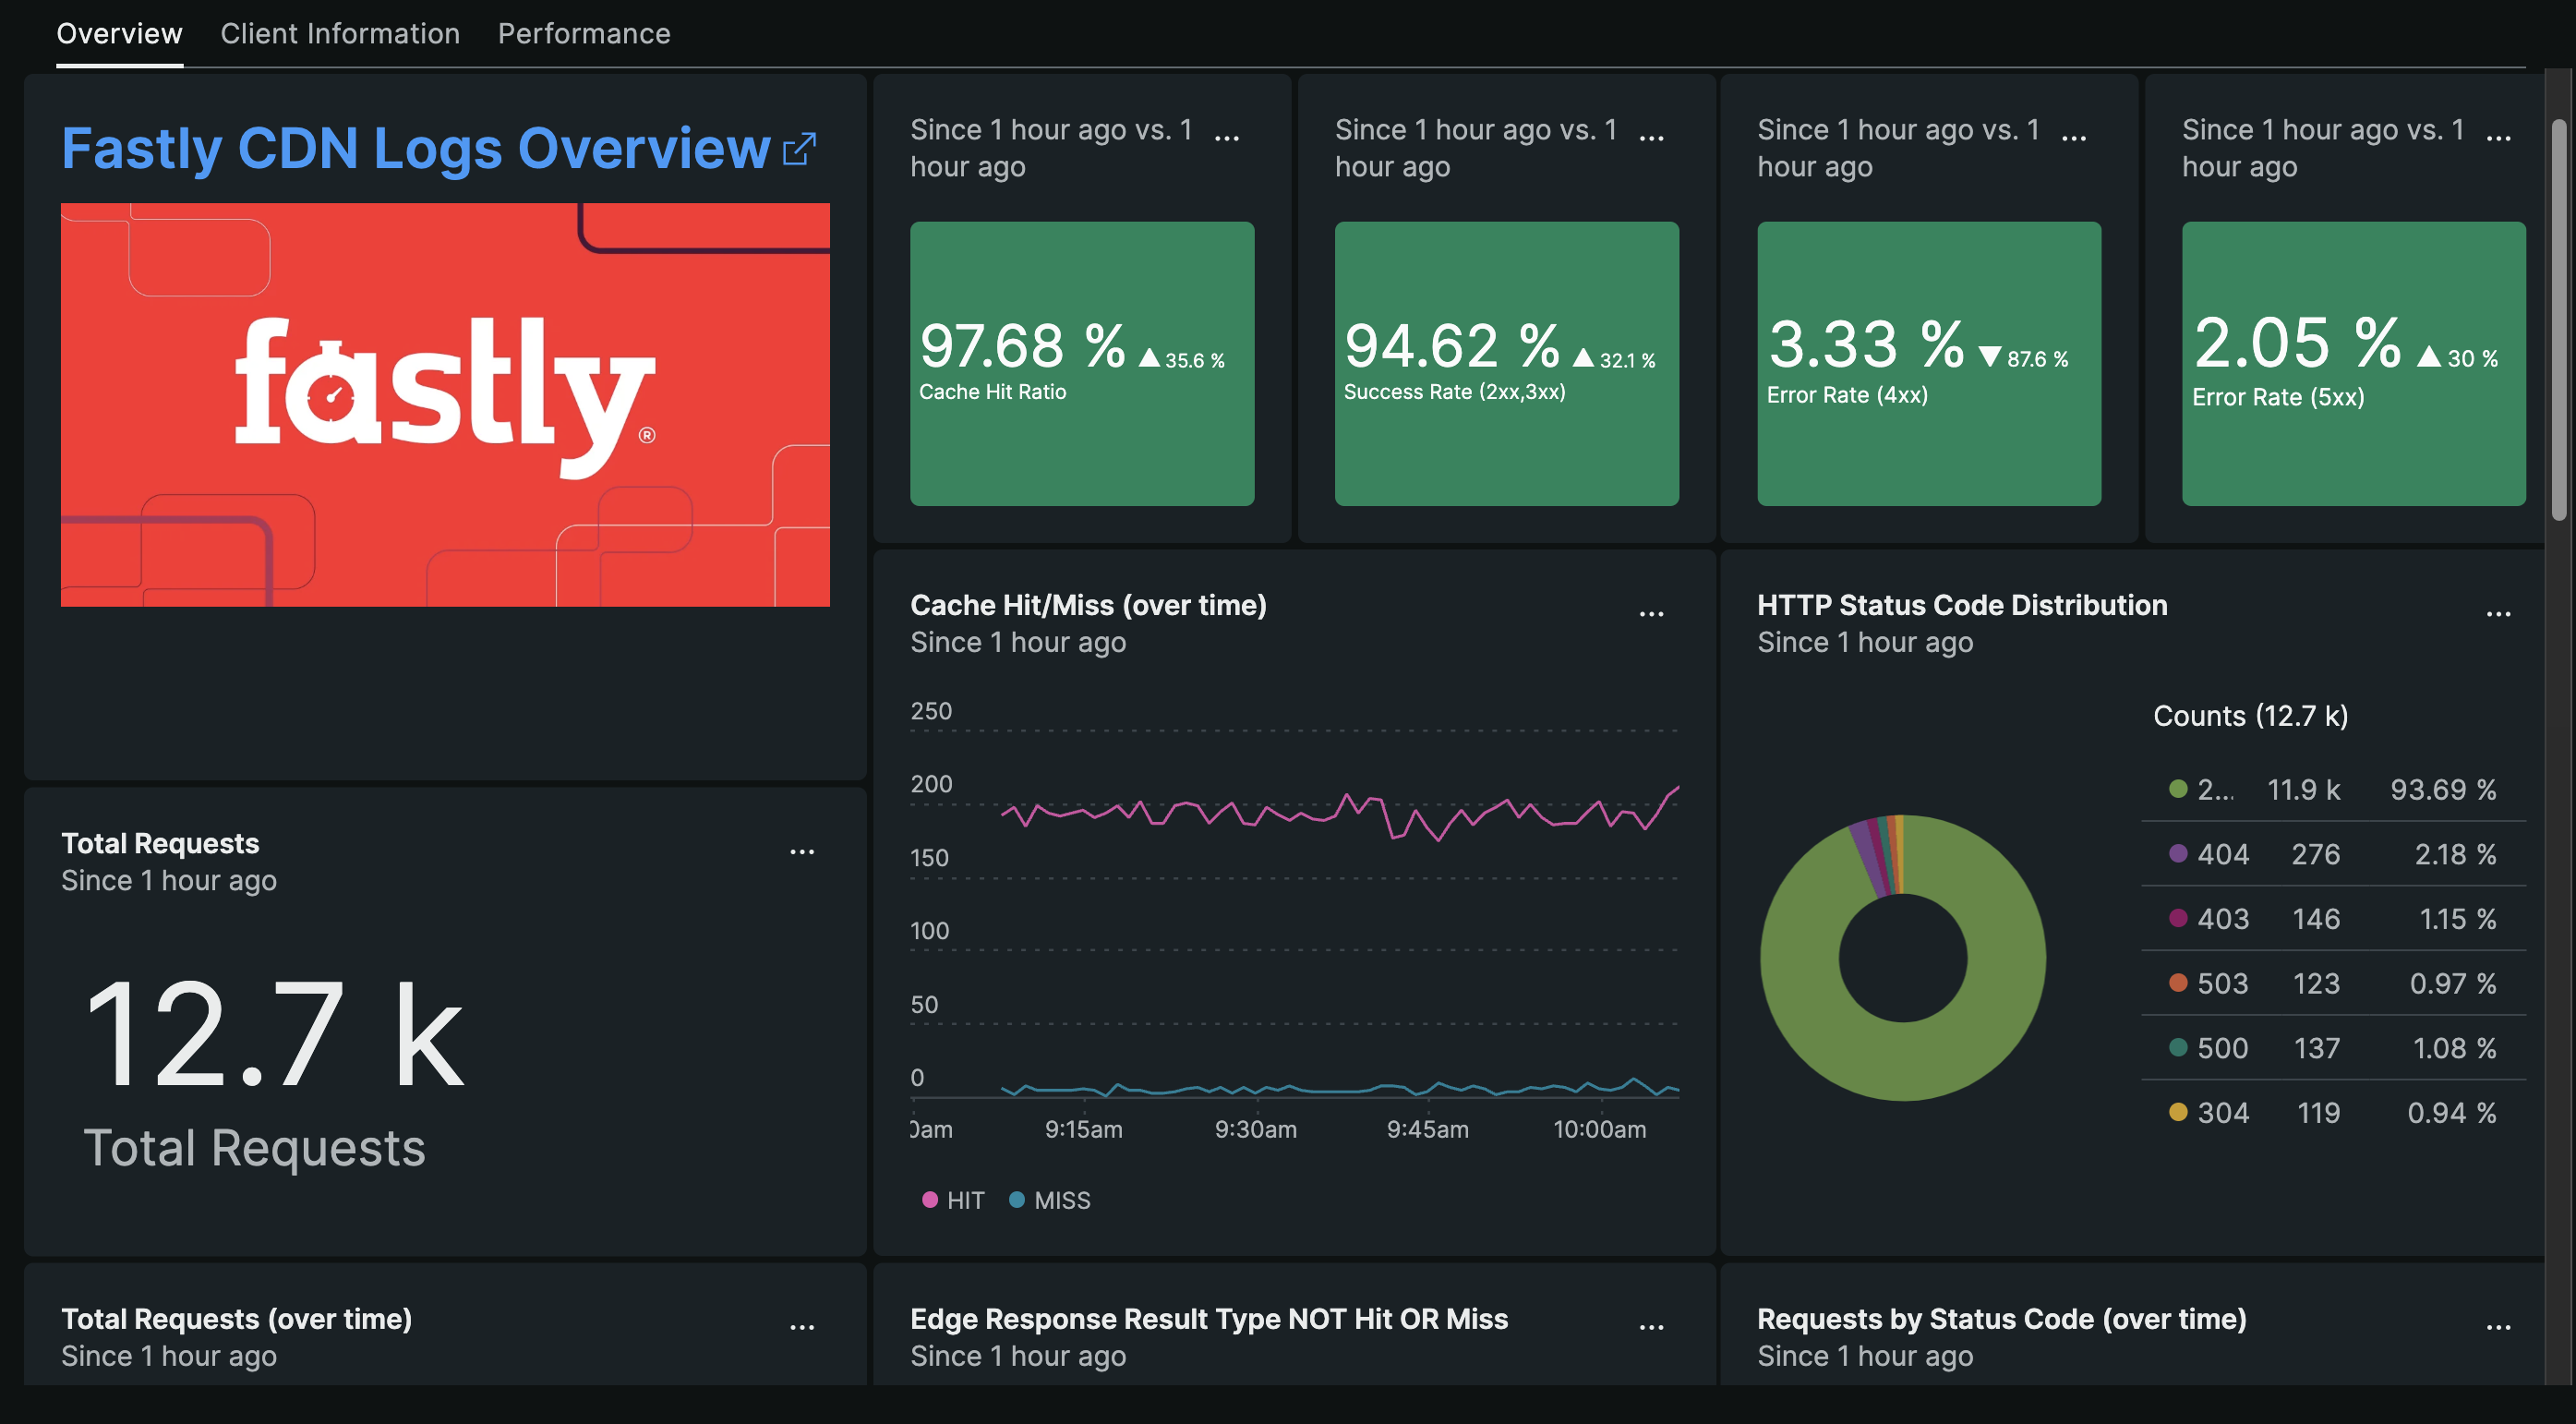 Overview Client Information Performance
Fastly CDN Logs Overview
fastly®
Since 1 hour ago vs. 1 hour ago ...
97.68 % ▲ 35.6 %
Cache Hit Ratio
Since 1 hour ago vs. 1 hour ago ...
94.62 % ▲ 32.1 %
Success Rate (2xx,3xx)
Since 1 hour ago vs. 1 hour ago ...
3.33 % ▼ 87.6 %
Error Rate (4xx)
Since 1 hour ago vs. 1 hour ago ...
2.05 % ▲ 30 %
Error Rate (5xx)
Total Requests ...
Since 1 hour ago
12.7 k
Total Requests
Cache Hit/Miss (over time) ...
Since 1 hour ago
250
200
150
100
50
0
0am 9:15am 9:30am 9:45am 10:00am
HIT MISS
HTTP Status Code Distribution ...
Since 1 hour ago
Counts (12.7 k)
2... 11.9 k 93.69 %
404 276 2.18 %
403 146 1.15 %
503 123 0.97 %
500 137 1.08 %
304 119 0.94 %
Total Requests (over time) ...
Since 1 hour ago
Edge Response Result Type NOT Hit OR Miss ...
Since 1 hour ago
Requests by Status Code (over time) ...
Since 1 hour ago